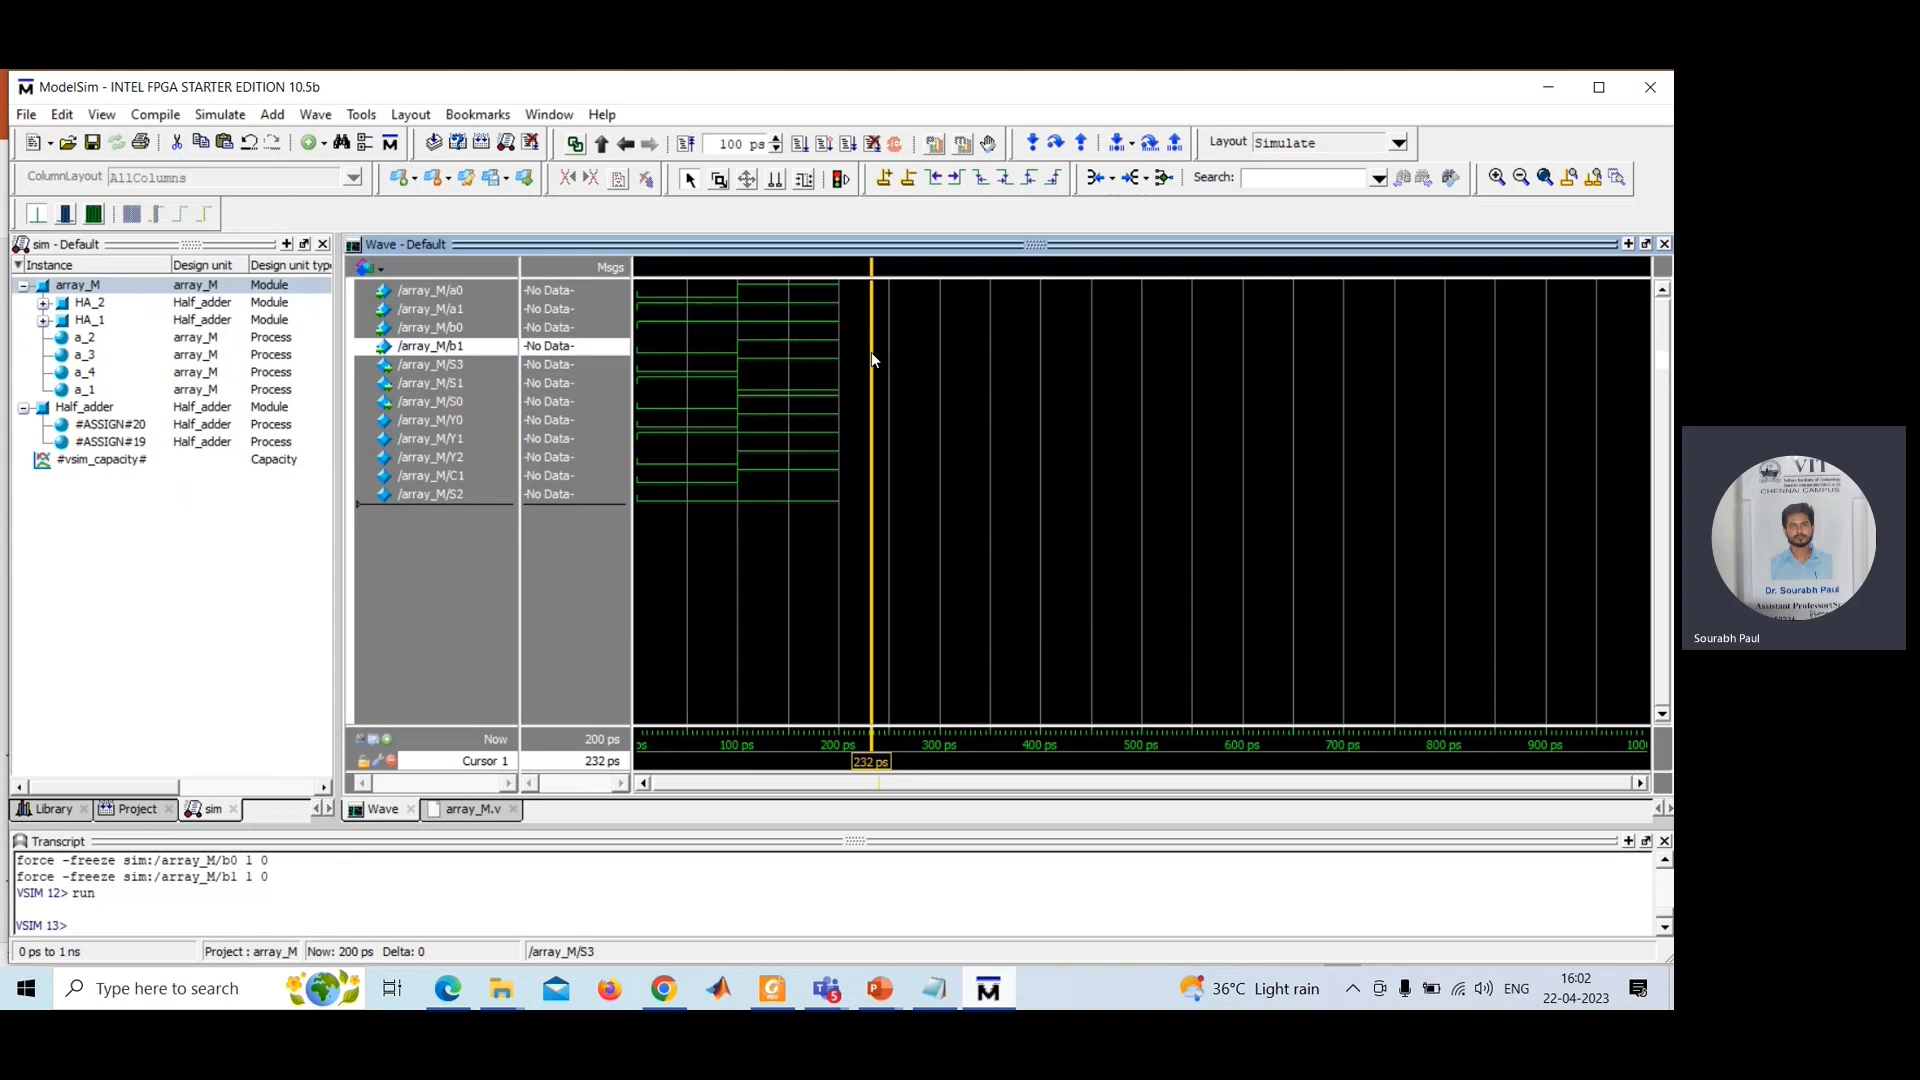 ModelSim - INTEL FPGA STARTER EDITION 10.5b
File Edit View Compile Simulate Add Wave Tools Layout Bookmarks Window Help
100 ps
Layout Simulate
ColumnLayout AllColumns
Search:
sim - Default
Instance Design unit Design unit type
array_M array_M Module
HA_2 Half_adder Module
HA_1 Half_adder Module
a_2 array_M Process
a_3 array_M Process
a_4 array_M Process
a_1 array_M Process
Half_adder Half_adder Module
#ASSIGN#20 Half_adder Process
#ASSIGN#19 Half_adder Process
#vsim_capacity# Capacity
Wave - Default
Msgs
/array_M/a0 -No Data-
/array_M/a1 -No Data-
/array_M/b0 -No Data-
/array_M/b1 -No Data-
/array_M/S3 -No Data-
/array_M/S1 -No Data-
/array_M/S0 -No Data-
/array_M/Y0 -No Data-
/array_M/Y1 -No Data-
/array_M/Y2 -No Data-
/array_M/C1 -No Data-
/array_M/S2 -No Data-
Now 200 ps
Cursor 1 232 ps
ps 100 ps 200 ps 300 ps 400 ps 500 ps 600 ps 700 ps 800 ps 900 ps 100
232 ps
Library Project sim
Wave array_M.v
Transcript
force -freeze sim:/array_M/b0 1 0
force -freeze sim:/array_M/b1 1 0
VSIM 12> run
VSIM 13>
0 ps to 1 ns Project : array_M Now: 200 ps Delta: 0 /array_M/S3
Type here to search
5
36°C Light rain
ENG
16:02
22-04-2023
VIT
CHENNAI CAMPUS
Dr. Sourabh Paul
Assistant Professor(S
Sourabh Paul